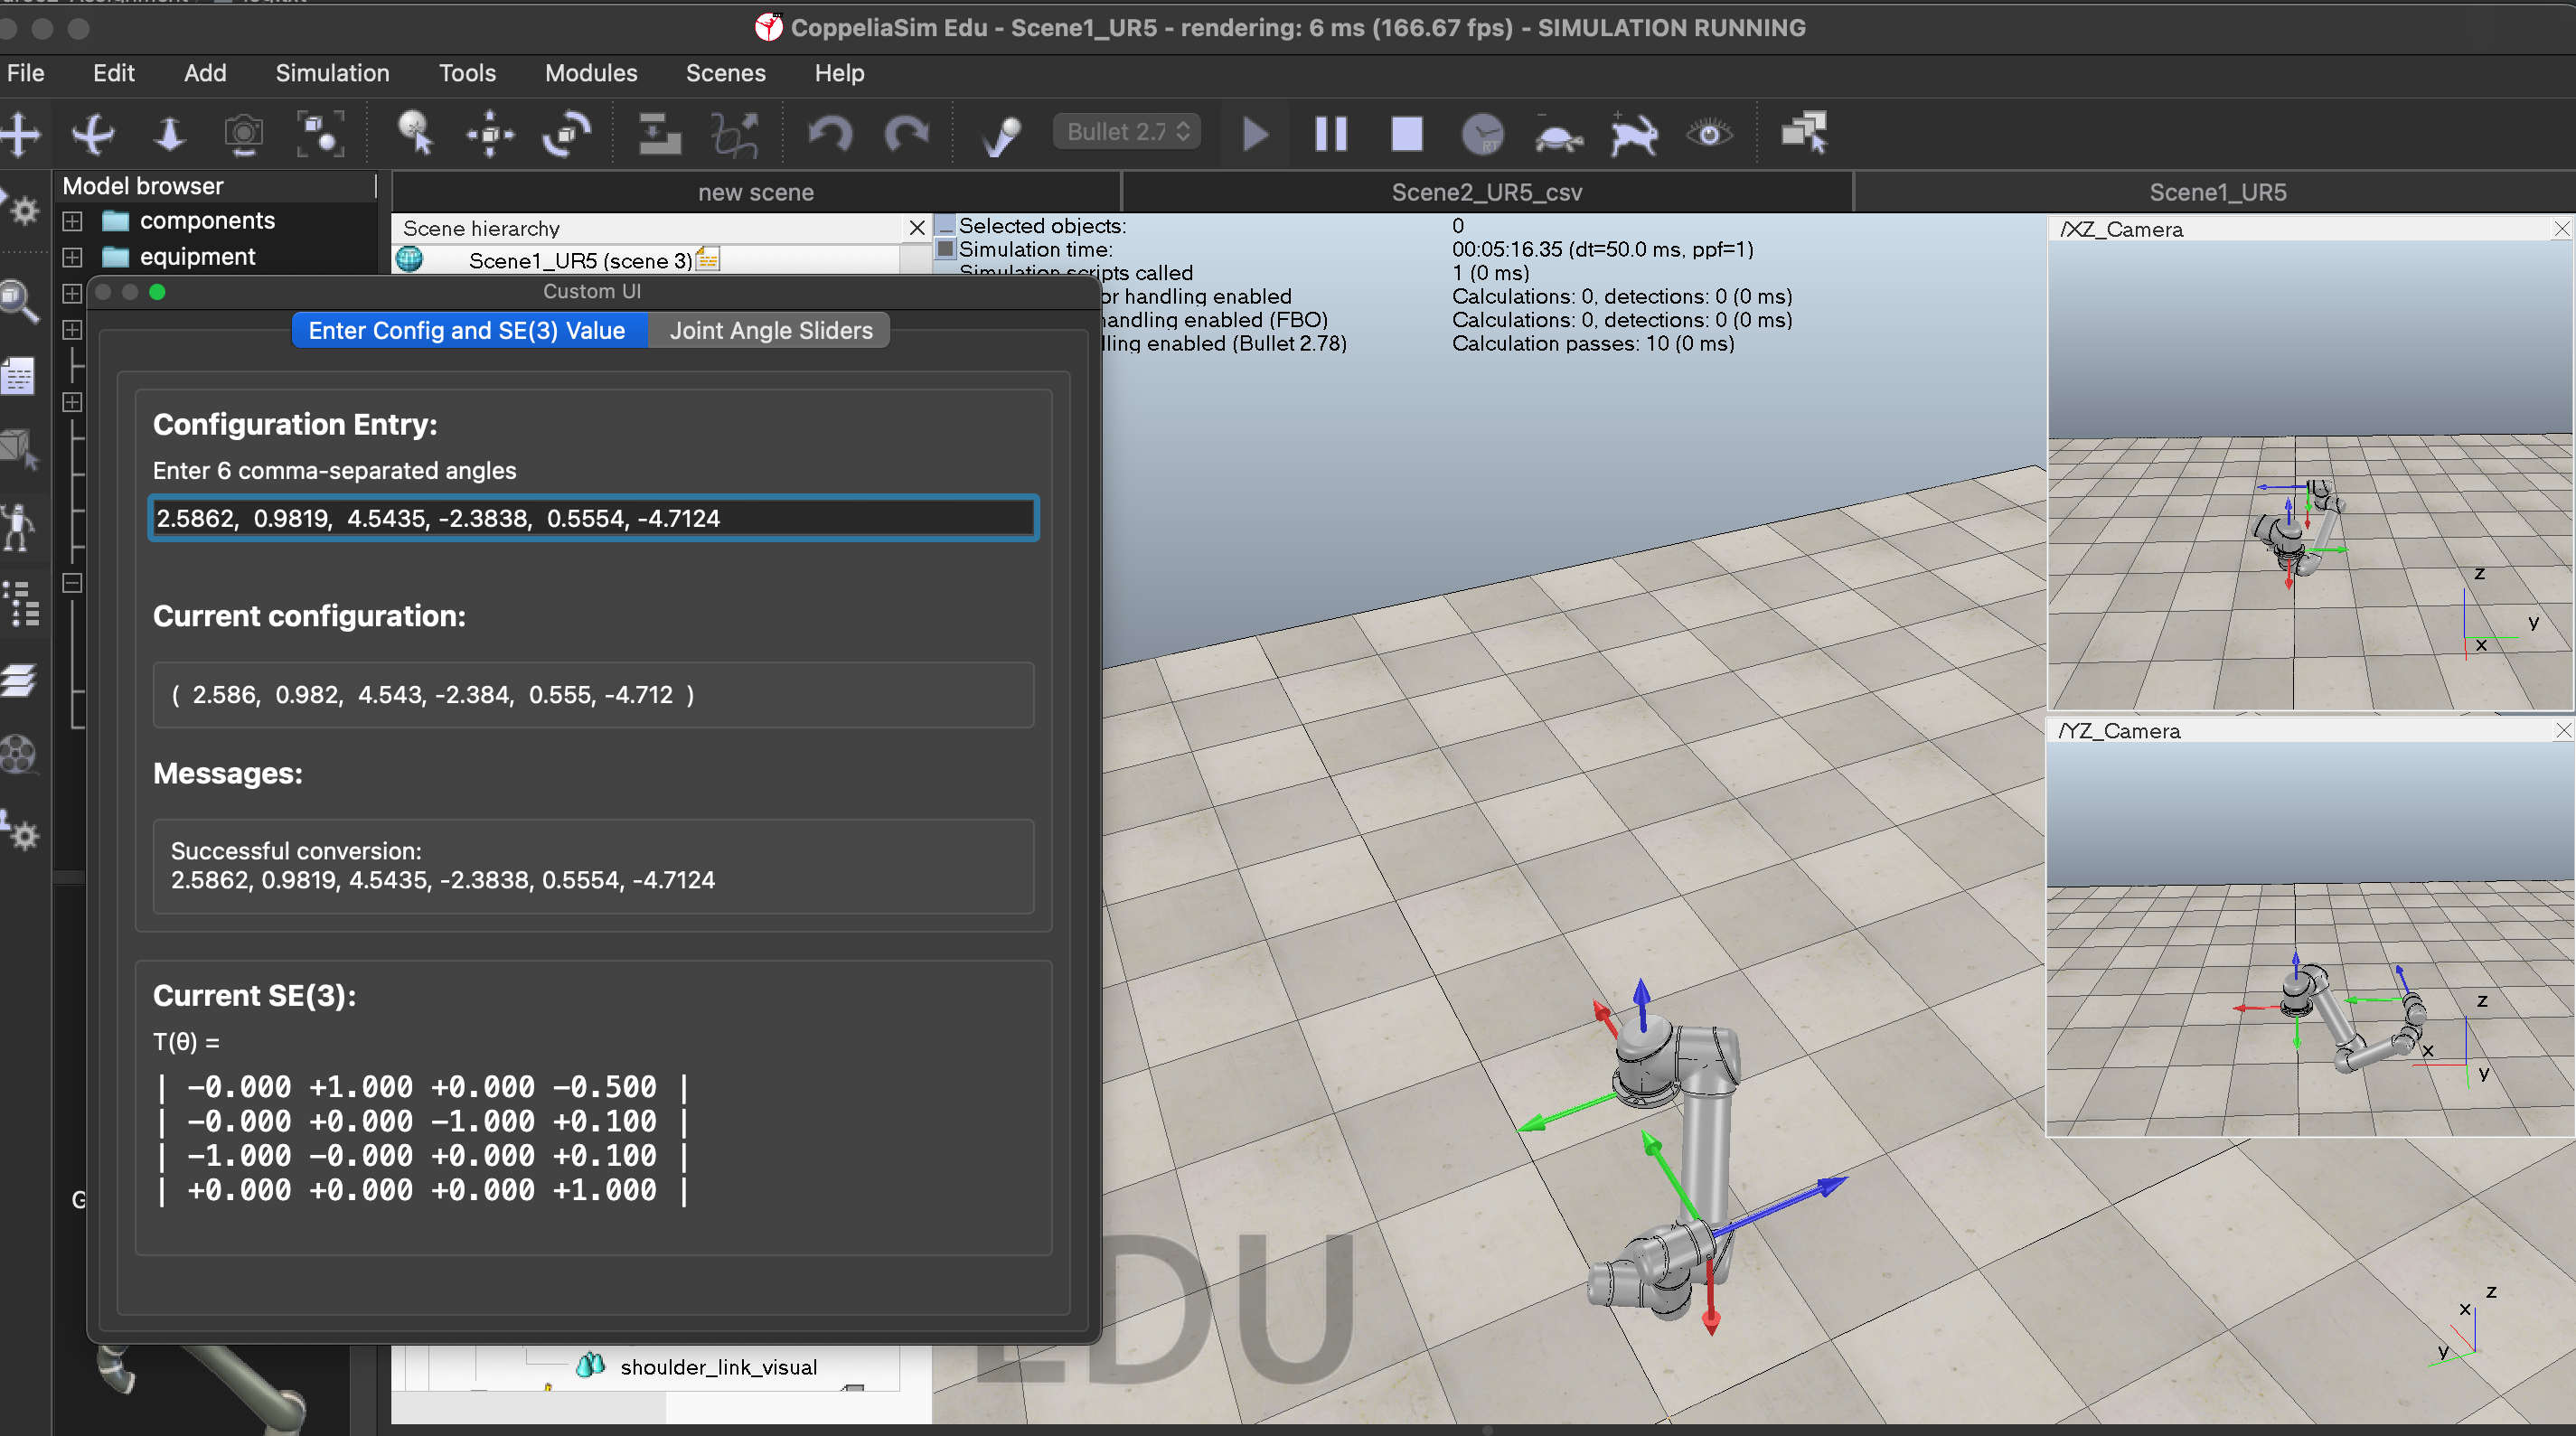 CoppeliaSim Edu - Scene1_UR5 - rendering: 6 ms (166.67 fps) - SIMULATION RUNNING
File Edit Add Simulation Tools Modules Scenes Help
Bullet 2.7
RT
Model browser
components
equipment
new scene
Scene2_UR5_csv
Scene1_UR5
Scene hierarchy
Scene1_UR5 (scene 3)
Selected objects: 0
Simulation time: 00:05:16.35 (dt=50.0 ms, ppf=1)
Simulation scripts called 1 (0 ms)
or handling enabled Calculations: 0, detections: 0 (0 ms)
handling enabled (FBO) Calculations: 0, detections: 0 (0 ms)
lling enabled (Bullet 2.78) Calculation passes: 10 (0 ms)
Custom UI
Enter Config and SE(3) Value
Joint Angle Sliders
Configuration Entry:
Enter 6 comma-separated angles
2.5862, 0.9819, 4.5435, -2.3838, 0.5554, -4.7124
Current configuration:
( 2.586, 0.982, 4.543, -2.384, 0.555, -4.712 )
Messages:
Successful conversion:
2.5862, 0.9819, 4.5435, -2.3838, 0.5554, -4.7124
Current SE(3):
T(θ) =
| −0.000 +1.000 +0.000 −0.500 |
| −0.000 +0.000 −1.000 +0.100 |
| −1.000 −0.000 +0.000 +0.100 |
| +0.000 +0.000 +0.000 +1.000 |
shoulder_link_visual
EDU
/XZ_Camera
z
y
x
/YZ_Camera
z
x
y
z
x
y